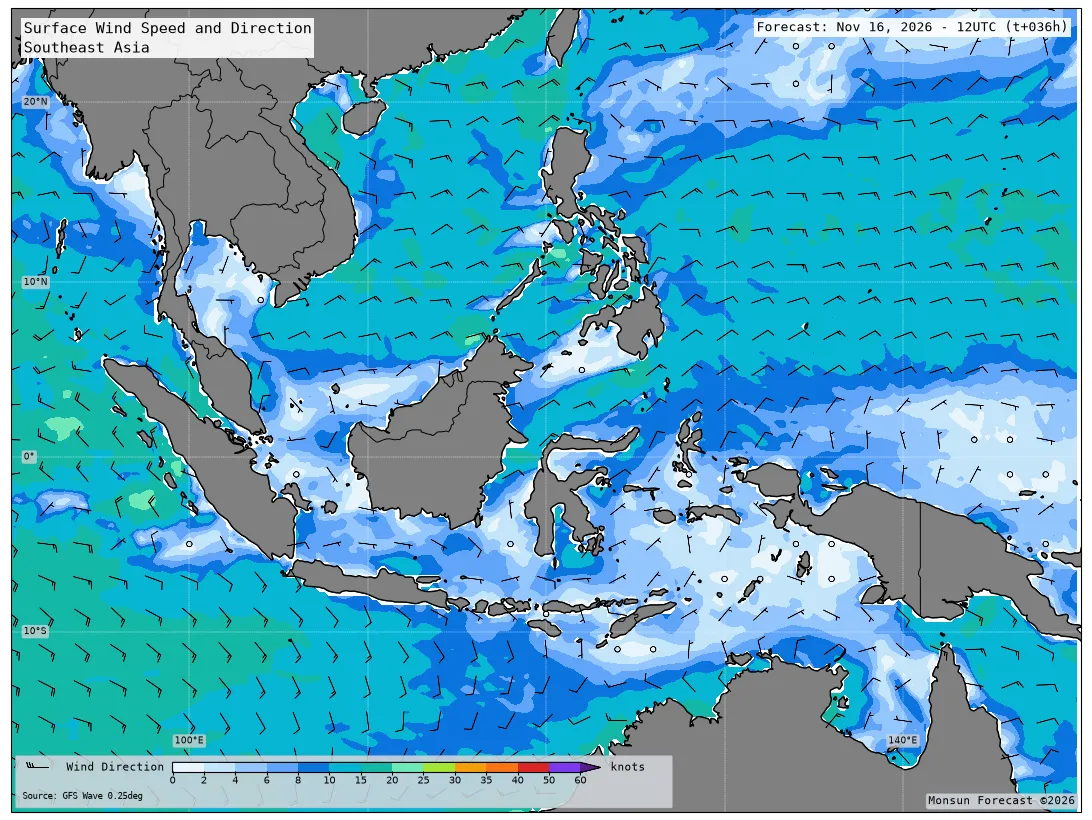 Surface Wind Speed and Direction
Southeast Asia
Forecast: Nov 16, 2026 - 12UTC (t+036h)
20°N
10°N
0°
10°S
100°E
140°E
Wind Direction
0 2 4 6 8 10 15 20 25 30 35 40 50 60
knots
Source: GFS Wave 0.25deg
Monsun Forecast ©2026